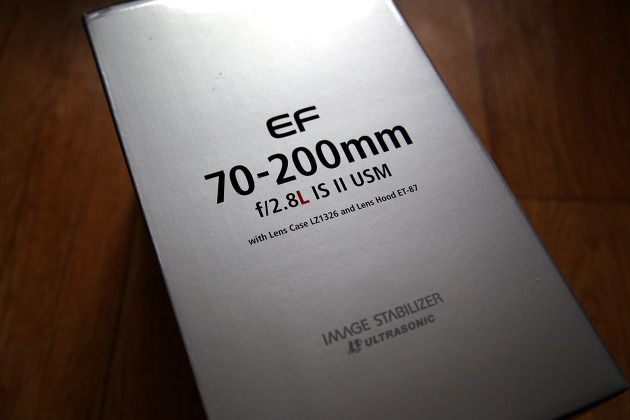 EF
70-200mm
f/2.8L IS II USM
with Lens Case LZ1326 and Lens Hood ET-87
IMAGE STABILIZER
ULTRASONIC